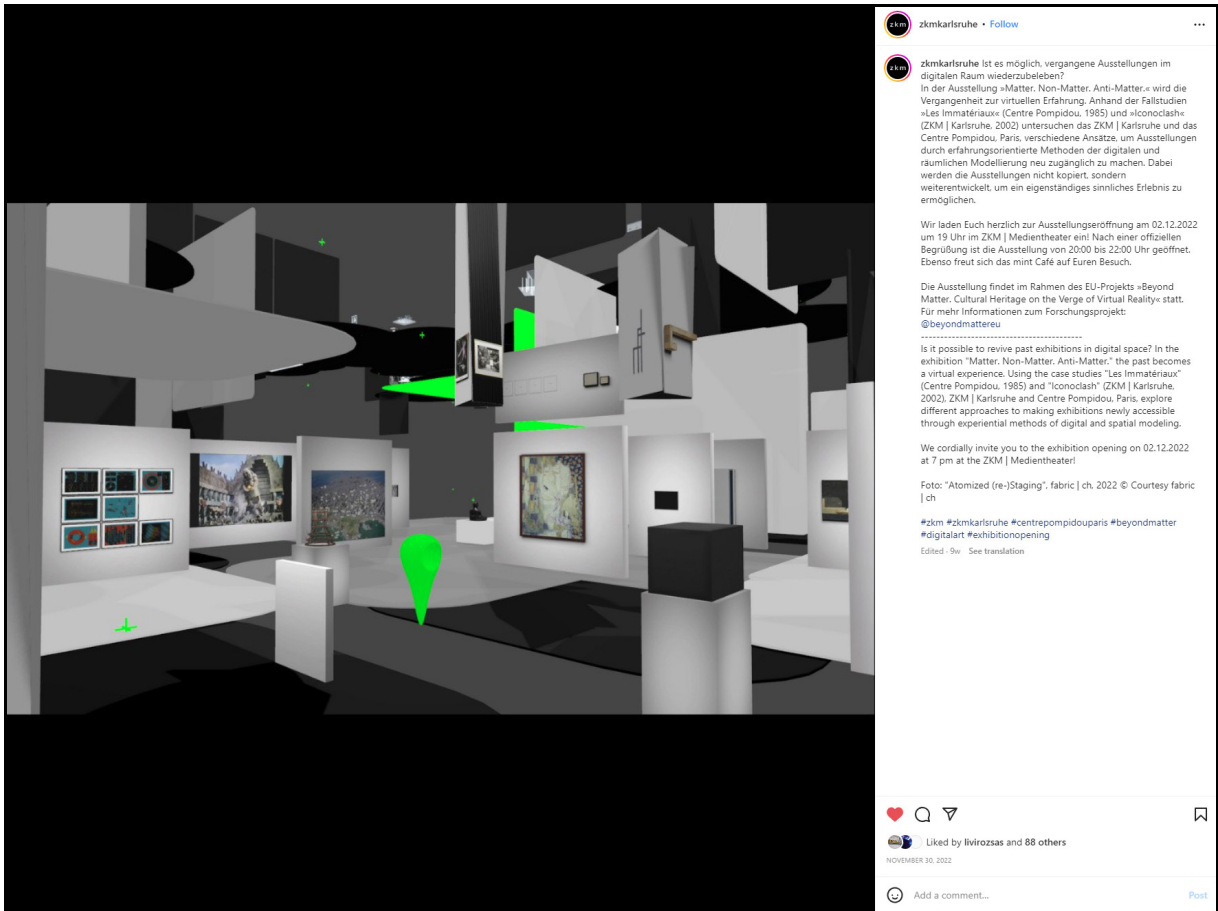 zkm
zkmkarlsruhe • Follow
zkm
zkmkarlsruhe Ist es möglich, vergangene Ausstellungen im
digitalen Raum wiederzubeleben?
In der Ausstellung »Matter. Non-Matter. Anti-Matter.« wird die
Vergangenheit zur virtuellen Erfahrung. Anhand der Fallstudien
»Les Immatériaux« (Centre Pompidou, 1985) und »Iconoclash«
(ZKM | Karlsruhe, 2002) untersuchen das ZKM | Karlsruhe und das
Centre Pompidou, Paris, verschiedene Ansätze, um Ausstellungen
durch erfahrungsorientierte Methoden der digitalen und
räumlichen Modellierung neu zugänglich zu machen. Dabei
werden die Ausstellungen nicht kopiert, sondern
weiterentwickelt, um ein eigenständiges sinnliches Erlebnis zu
ermöglichen.
Wir laden Euch herzlich zur Ausstellungseröffnung am 02.12.2022
um 19 Uhr im ZKM | Medientheater ein! Nach einer offiziellen
Begrüßung ist die Ausstellung von 20:00 bis 22:00 Uhr geöffnet.
Ebenso freut sich das mint Café auf Euren Besuch.
Die Ausstellung findet im Rahmen des EU-Projekts »Beyond
Matter. Cultural Heritage on the Verge of Virtual Reality« statt.
Für mehr Informationen zum Forschungsprojekt:
@beyondmattereu
-----------------------------------------
Is it possible to revive past exhibitions in digital space? In the
exhibition "Matter. Non-Matter. Anti-Matter." the past becomes
a virtual experience. Using the case studies "Les Immatériaux"
(Centre Pompidou, 1985) and "Iconoclash" (ZKM | Karlsruhe,
2002), ZKM | Karlsruhe and Centre Pompidou, Paris, explore
different approaches to making exhibitions newly accessible
through experiential methods of digital and spatial modeling.
We cordially invite you to the exhibition opening on 02.12.2022
at 7 pm at the ZKM | Medientheater!
Foto: "Atomized (re-)Staging", fabric | ch, 2022 © Courtesy fabric
| ch
#zkm #zkmkarlsruhe #centrepompidouparis #beyondmatter
#digitalart #exhibitionopening
Edited · 9w See translation
Liked by livirozsas and 88 others
NOVEMBER 30, 2022
Add a comment...
Post